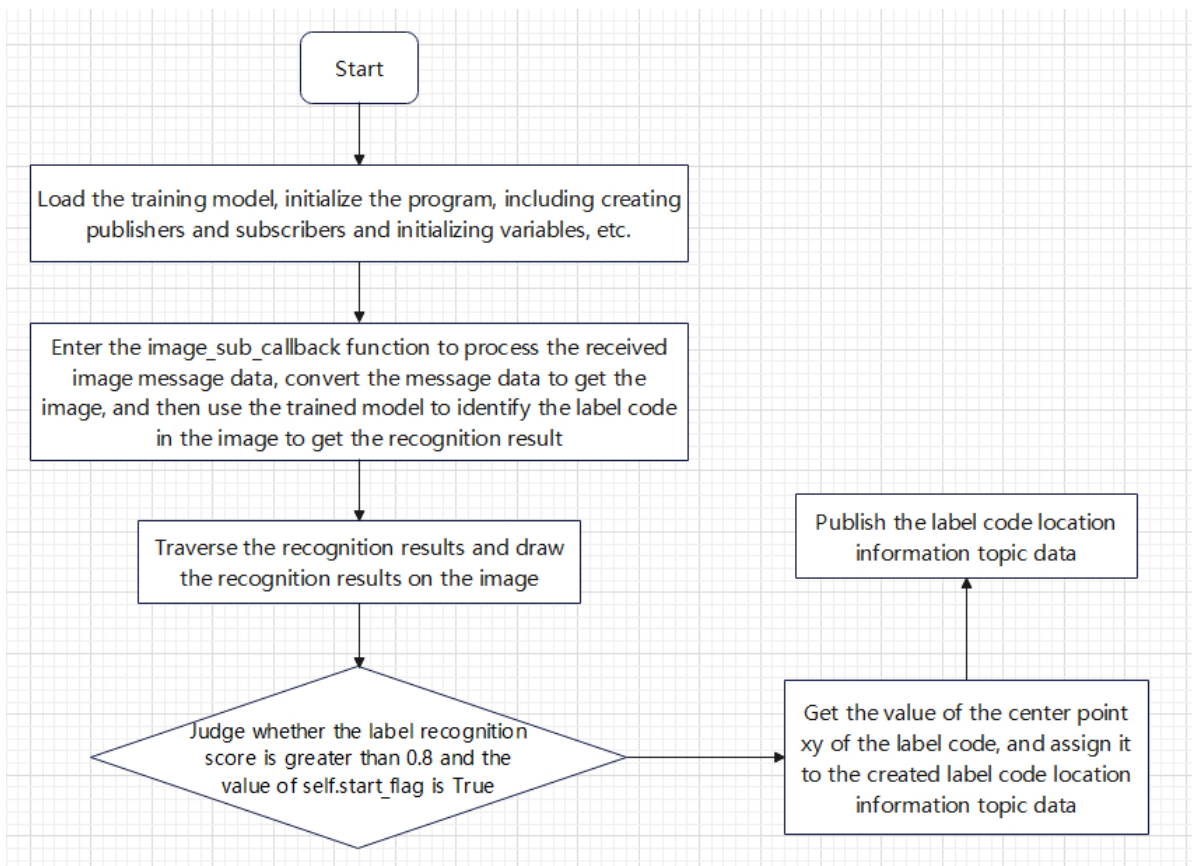 Start
Load the training model, initialize the program, including creating
publishers and subscribers and initializing variables, etc.
Enter the image_sub_callback function to process the received
image message data, convert the message data to get the
image, and then use the trained model to identify the label code
in the image to get the recognition result
Traverse the recognition results and draw
the recognition results on the image
Judge whether the label recognition
score is greater than 0.8 and the
value of self.start_flag is True
Get the value of the center point
xy of the label code, and assign it
to the created label code location
information topic data
Publish the label code location
information topic data